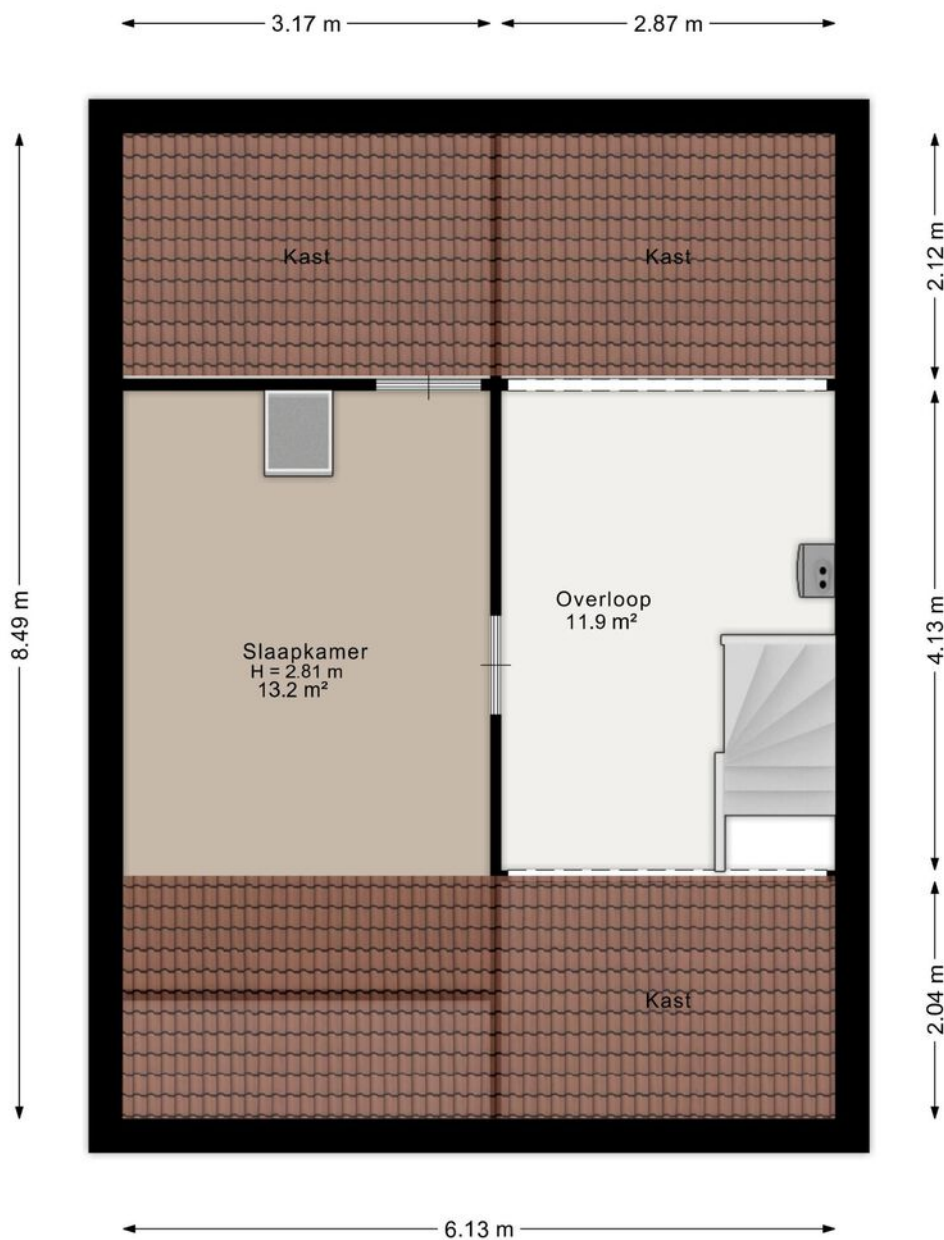 3.17 m
2.87 m
Kast
Kast
2.12 m
8.49 m
Overloop
11.9 m²
4.13 m
Slaapkamer
H = 2.81 m
13.2 m²
Kast
2.04 m
6.13 m